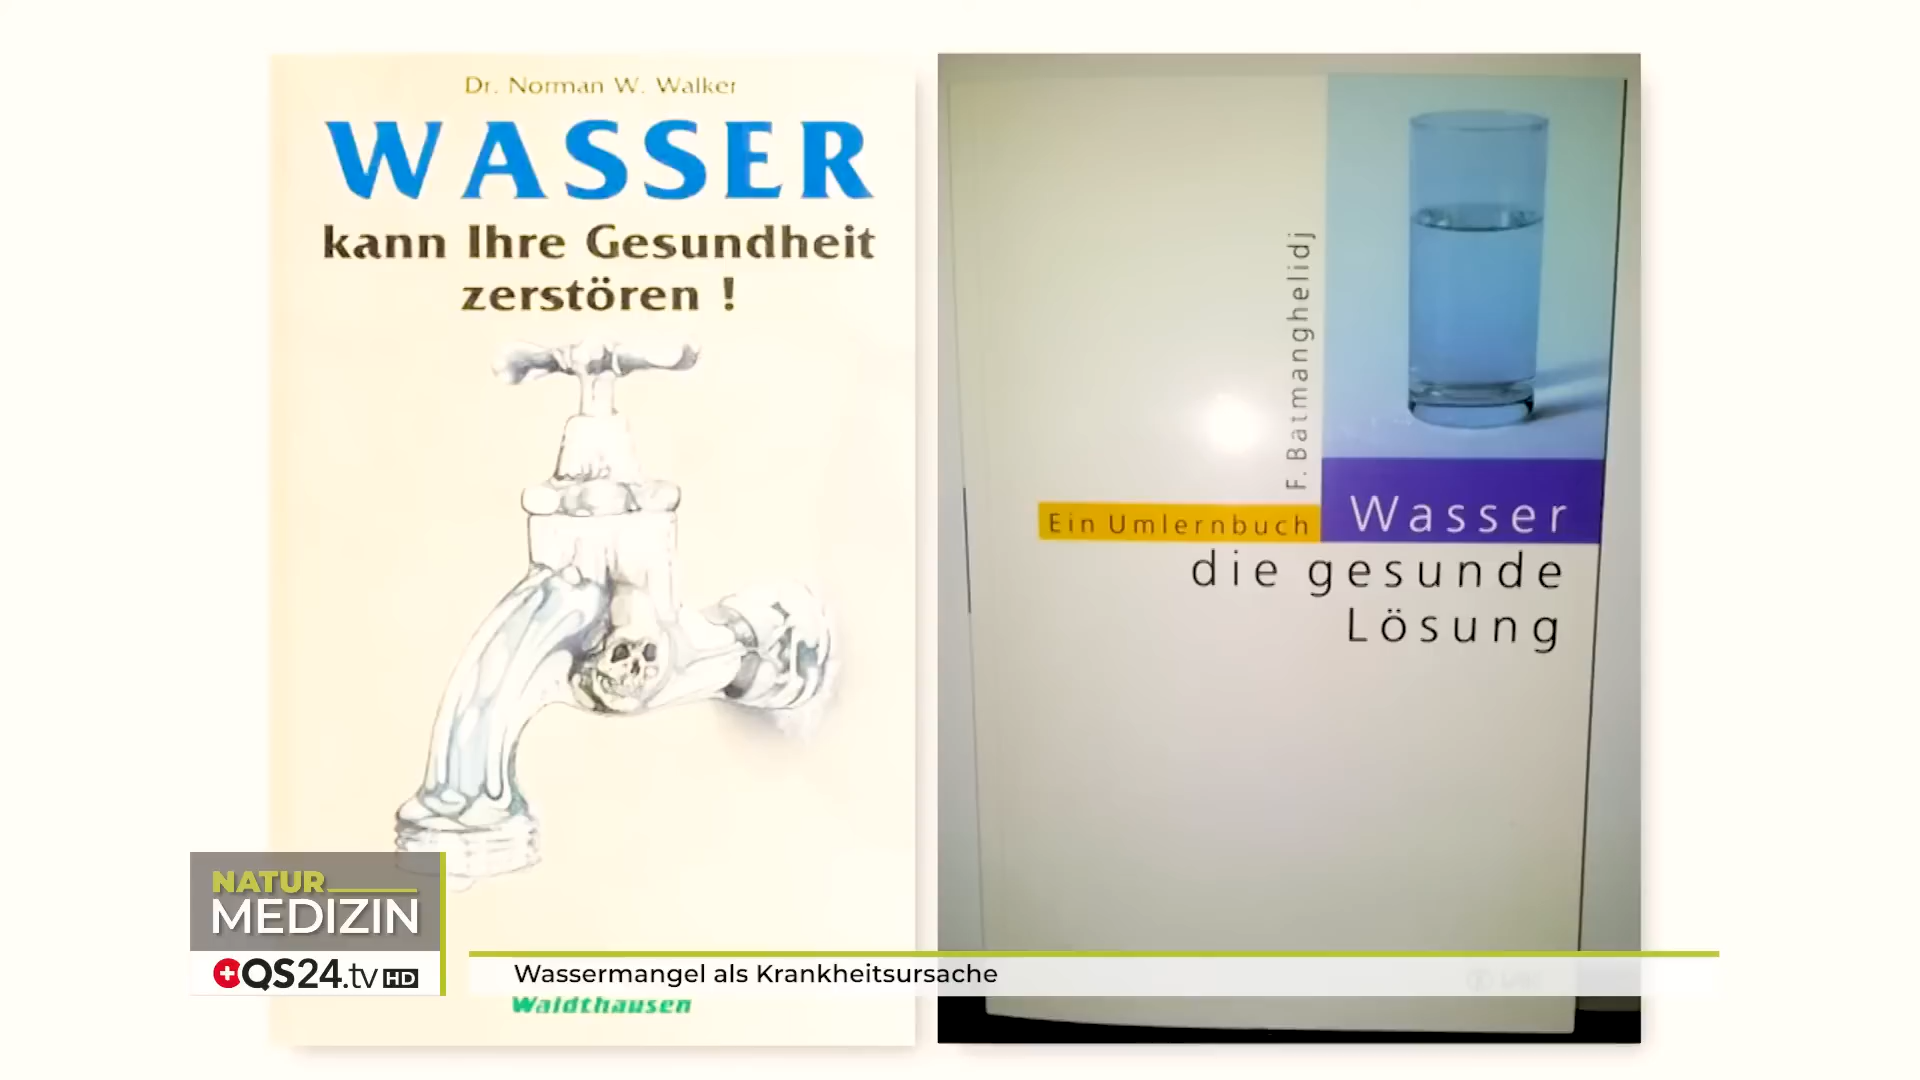 Dr. Norman W. Walker
WASSER
kann Ihre Gesundheit
zerstören !
Waldthausen
F. Batmanghelidj
Ein Umlernbuch
Wasser
die gesunde
Lösung
NATUR
MEDIZIN
QS24.tv HD
Wassermangel als Krankheitsursache